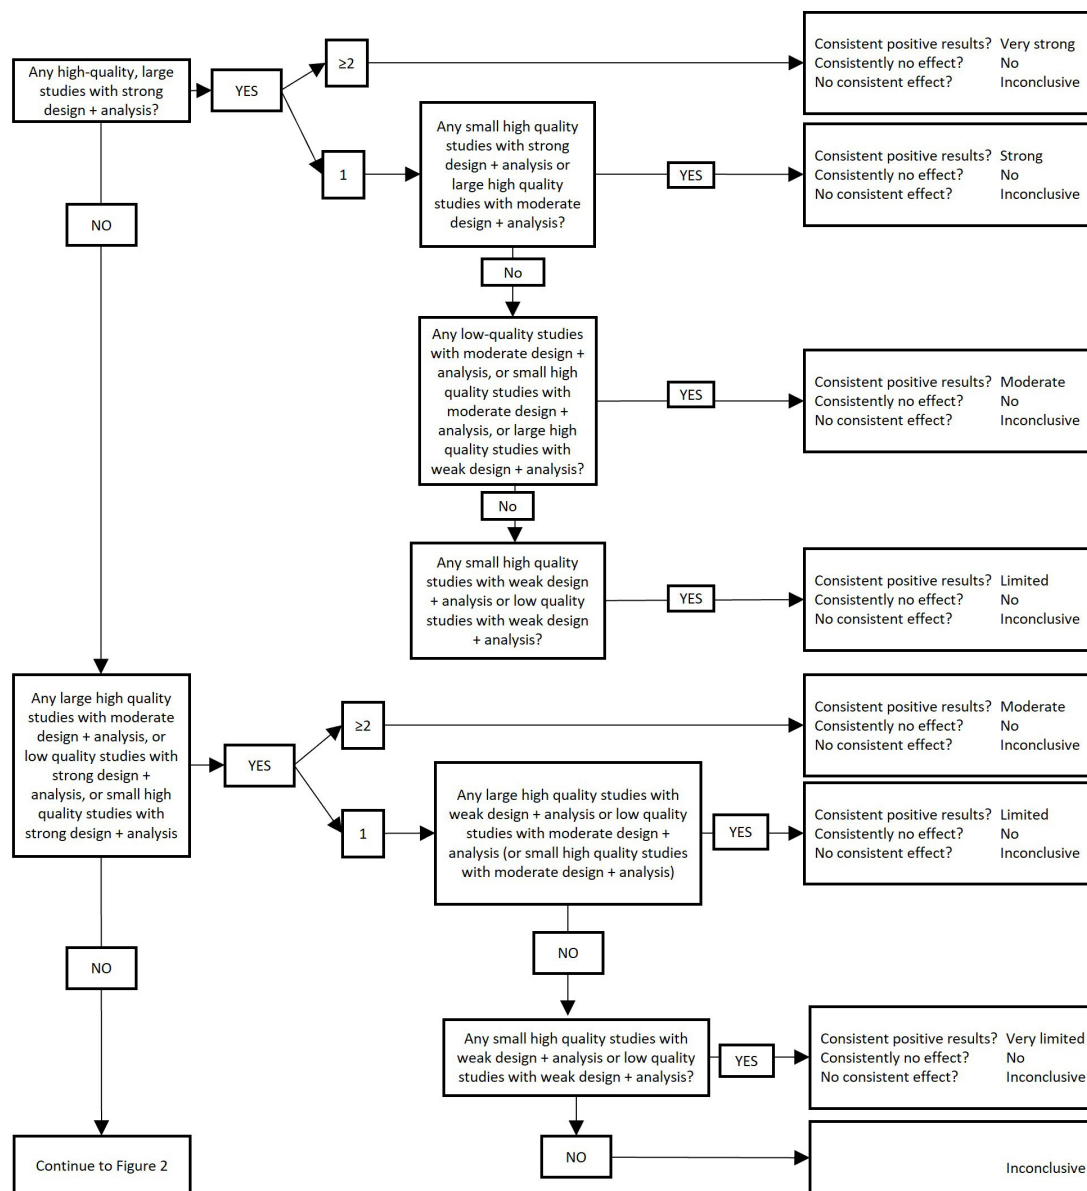 Any high-quality, large
studies with strong
design + analysis?
YES
≥2
Consistent positive results? Very strong
Consistently no effect? No
No consistent effect? Inconclusive
1
Any small high quality
studies with strong
design + analysis or
large high quality
studies with moderate
design + analysis?
YES
Consistent positive results? Strong
Consistently no effect? No
No consistent effect? Inconclusive
NO
No
Any low-quality studies
with moderate design +
analysis, or small high
quality studies with
moderate design +
analysis, or large high
quality studies with
weak design + analysis?
YES
Consistent positive results? Moderate
Consistently no effect? No
No consistent effect? Inconclusive
No
Any small high quality
studies with weak design
+ analysis or low quality
studies with weak design
+ analysis?
YES
Consistent positive results? Limited
Consistently no effect? No
No consistent effect? Inconclusive
Any large high quality
studies with moderate
design + analysis, or
low quality studies with
strong design +
analysis, or small high
quality studies with
strong design + analysis
YES
≥2
Consistent positive results? Moderate
Consistently no effect? No
No consistent effect? Inconclusive
1
Any large high quality studies with
weak design + analysis or low quality
studies with moderate design +
analysis (or small high quality studies
with moderate design + analysis)
YES
Consistent positive results? Limited
Consistently no effect? No
No consistent effect? Inconclusive
NO
NO
Any small high quality studies with
weak design + analysis or low quality
studies with weak design + analysis?
YES
Consistent positive results? Very limited
Consistently no effect? No
No consistent effect? Inconclusive
NO
Inconclusive
Continue to Figure 2